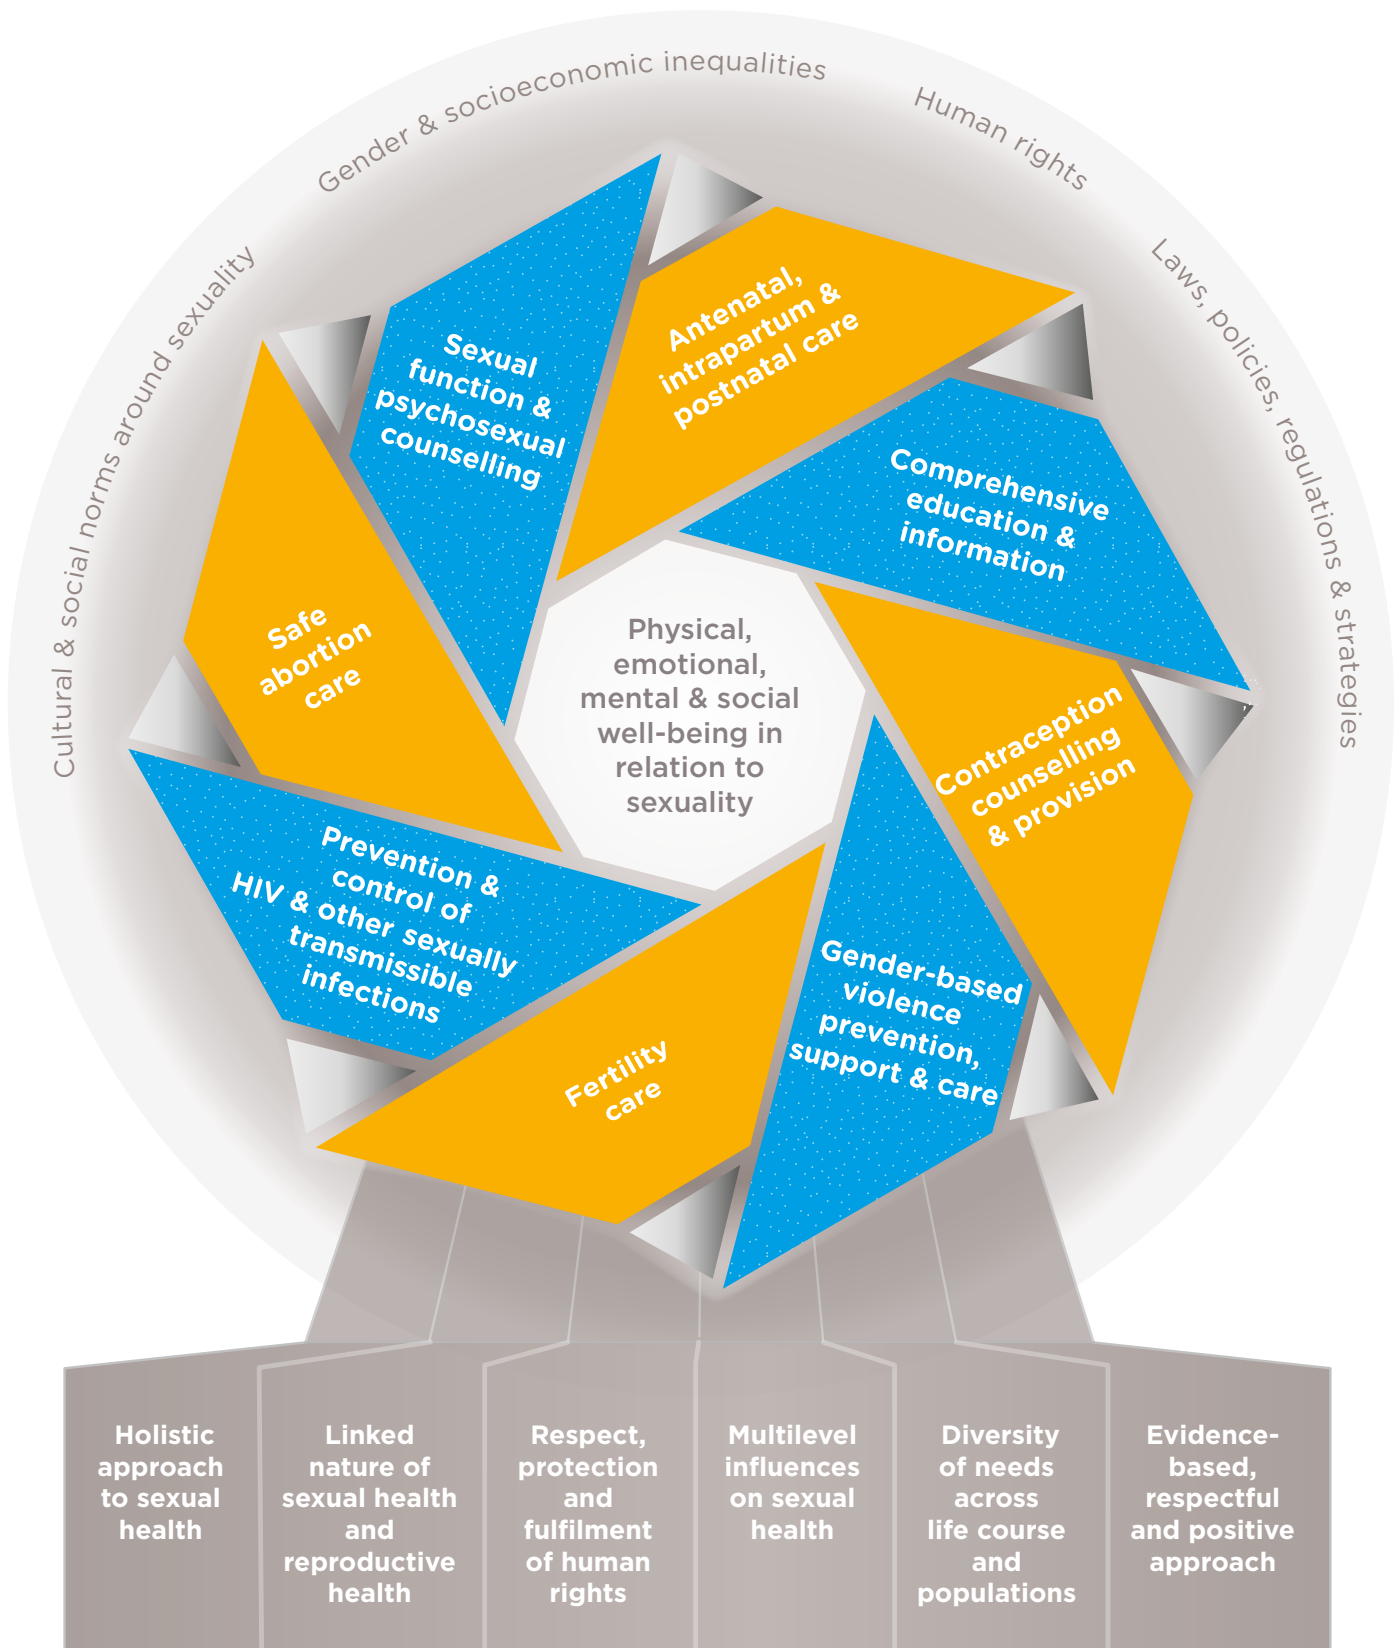 Cultural & social norms around sexuality
Gender & socioeconomic inequalities
Human rights
Laws, policies, regulations & strategies
Sexual
function &
psychosexual
counselling
Antenatal,
intrapartum &
postnatal care
Comprehensive
education &
information
Safe
abortion
care
Physical,
emotional,
mental & social
well-being in
relation to
sexuality
Contraception
counselling
& provision
Prevention &
control of
HIV & other sexually
transmissible
infections
Fertility
care
Gender-based
violence
prevention,
support & care
Holistic
approach
to sexual
health
Linked
nature of
sexual health
and
reproductive
health
Respect,
protection
and
fulfilment
of human
rights
Multilevel
influences
on sexual
health
Diversity
of needs
across
life course
and
populations
Evidence-
based,
respectful
and positive
approach